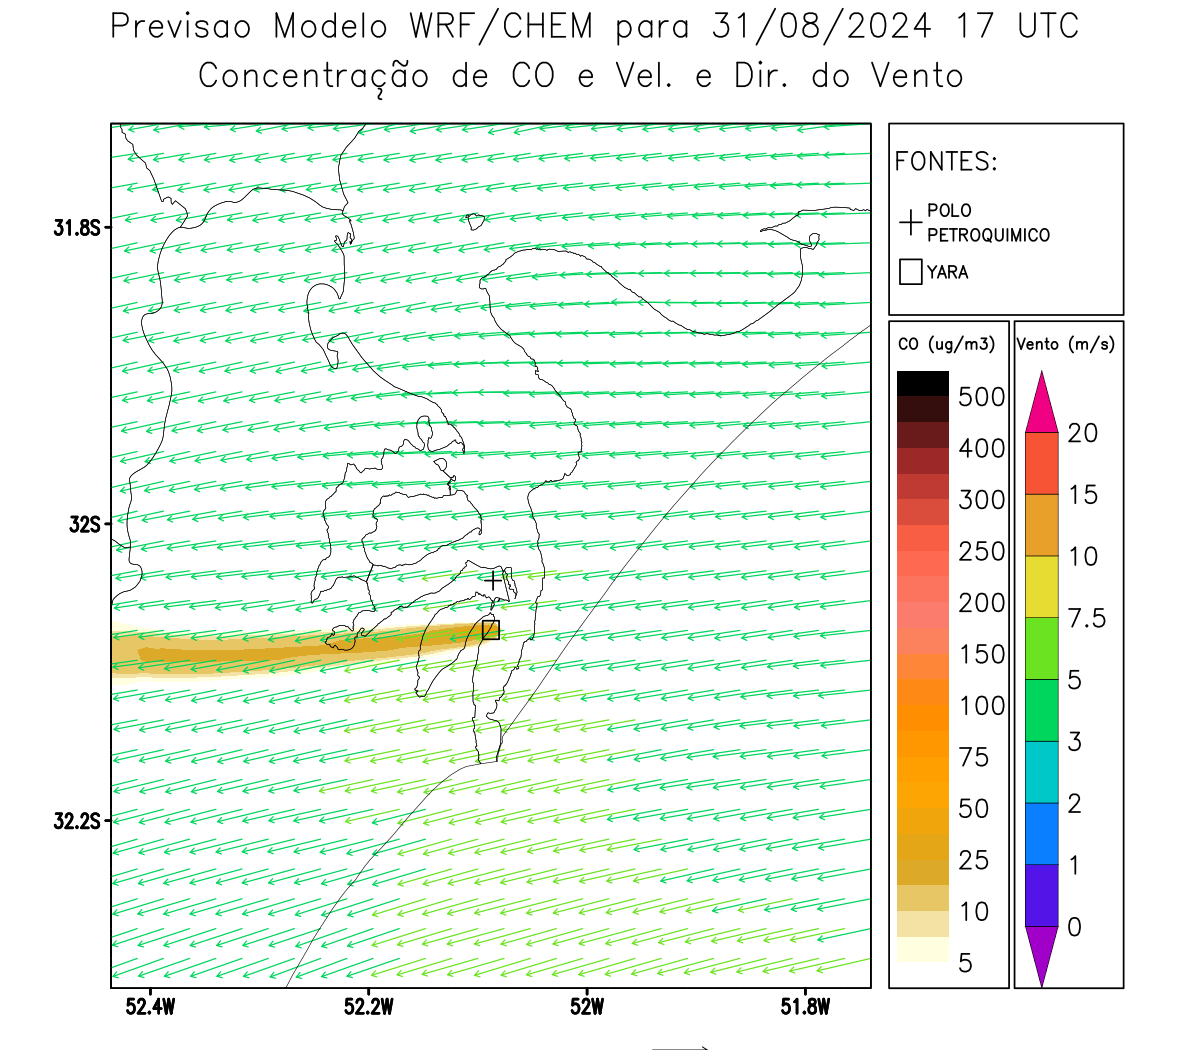 Previsao Modelo WRF/CHEM para 31/08/2024 17 UTC
Concentração de CO e Vel. e Dir. do Vento
FONTES:
POLO
PETROQUIMICO
YARA
CO (ug/m3)
500
400
300
250
200
150
100
75
50
25
10
5
Vento (m/s)
20
15
10
7.5
5
3
2
1
0
31.8S
32S
32.2S
52.4W 52.2W 52W 51.8W